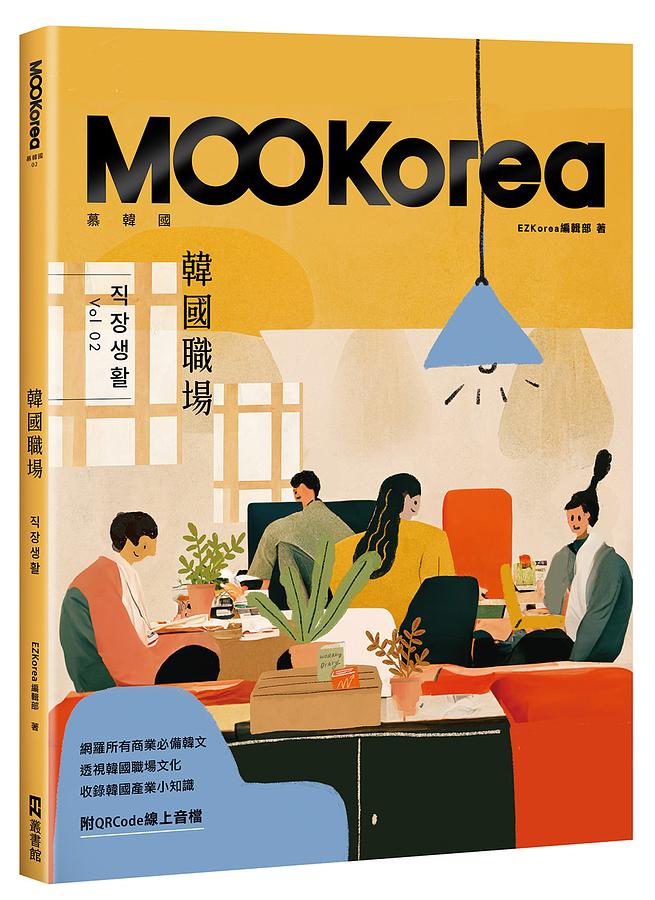 MOOKorea
慕韓國
02
韓國職場
직장생활
EZKorea編輯部 著
EZ叢書館
MOOKorea
慕韓國
EZKorea編輯部 著
韓國職場
직장생활
Vol 02
WORKING
DIARY
網羅所有商業必備韓文
透視韓國職場文化
收錄韓國產業小知識
附QRCode線上音檔